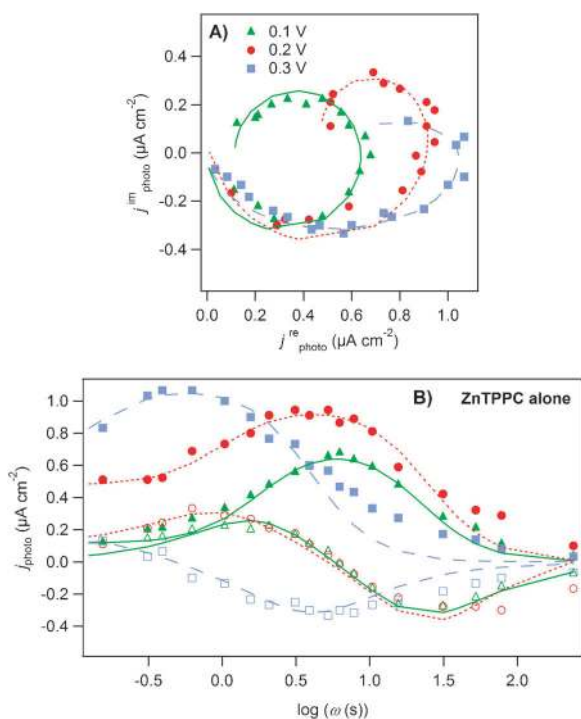 A)
0.1 V
0.2 V
0.3 V
0.4
0.2
0.0
-0.2
-0.4
j im photo (µA cm-2)
0.0 0.2 0.4 0.6 0.8 1.0
j re photo (µA cm-2)
B) ZnTPPC alone
1.0
0.8
0.6
0.4
0.2
0.0
-0.2
-0.4
j photo (µA cm-2)
-0.5 0.0 0.5 1.0 1.5 2.0
log (ω (s))